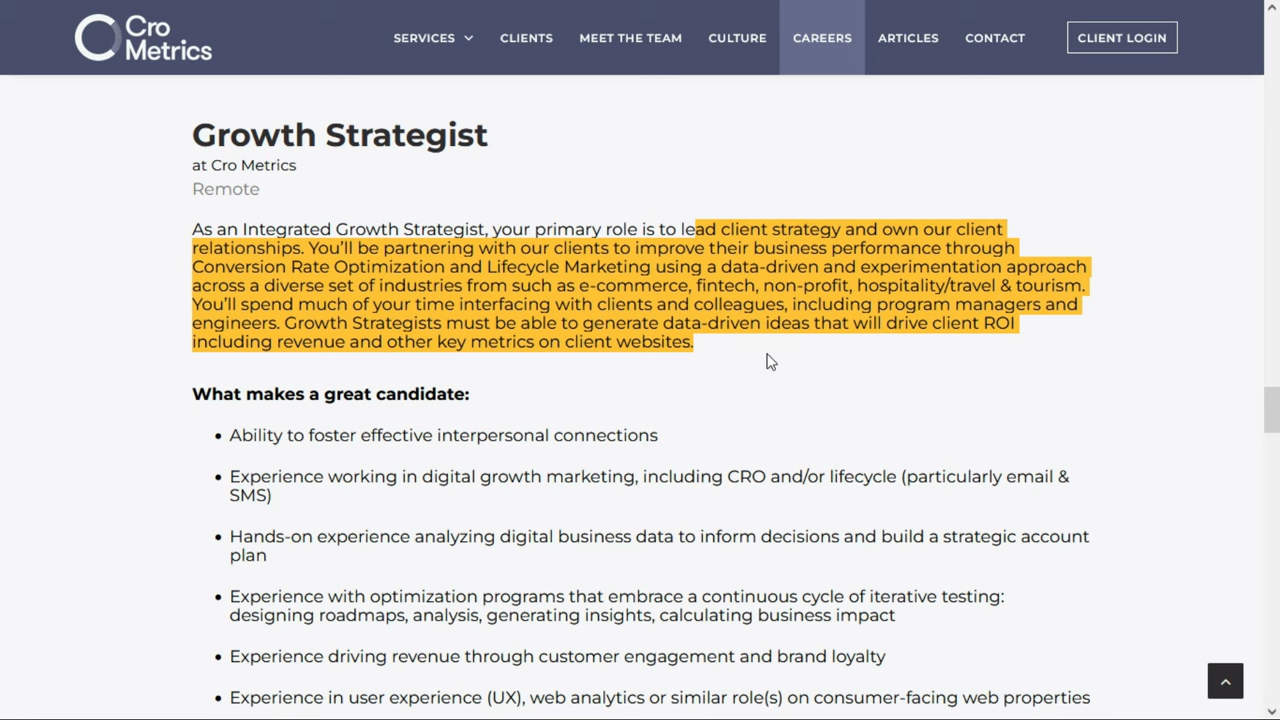 Cro
Metrics
SERVICES
CLIENTS
MEET THE TEAM
CULTURE
CAREERS
ARTICLES
CONTACT
CLIENT LOGIN
Growth Strategist
at Cro Metrics
Remote
As an Integrated Growth Strategist, your primary role is to lead client strategy and own our client
relationships. You’ll be partnering with our clients to improve their business performance through
Conversion Rate Optimization and Lifecycle Marketing using a data-driven and experimentation approach
across a diverse set of industries from such as e-commerce, fintech, non-profit, hospitality/travel & tourism.
You’ll spend much of your time interfacing with clients and colleagues, including program managers and
engineers. Growth Strategists must be able to generate data-driven ideas that will drive client ROI
including revenue and other key metrics on client websites.
What makes a great candidate:
• Ability to foster effective interpersonal connections
• Experience working in digital growth marketing, including CRO and/or lifecycle (particularly email &
SMS)
• Hands-on experience analyzing digital business data to inform decisions and build a strategic account
plan
• Experience with optimization programs that embrace a continuous cycle of iterative testing:
designing roadmaps, analysis, generating insights, calculating business impact
• Experience driving revenue through customer engagement and brand loyalty
• Experience in user experience (UX), web analytics or similar role(s) on consumer-facing web properties